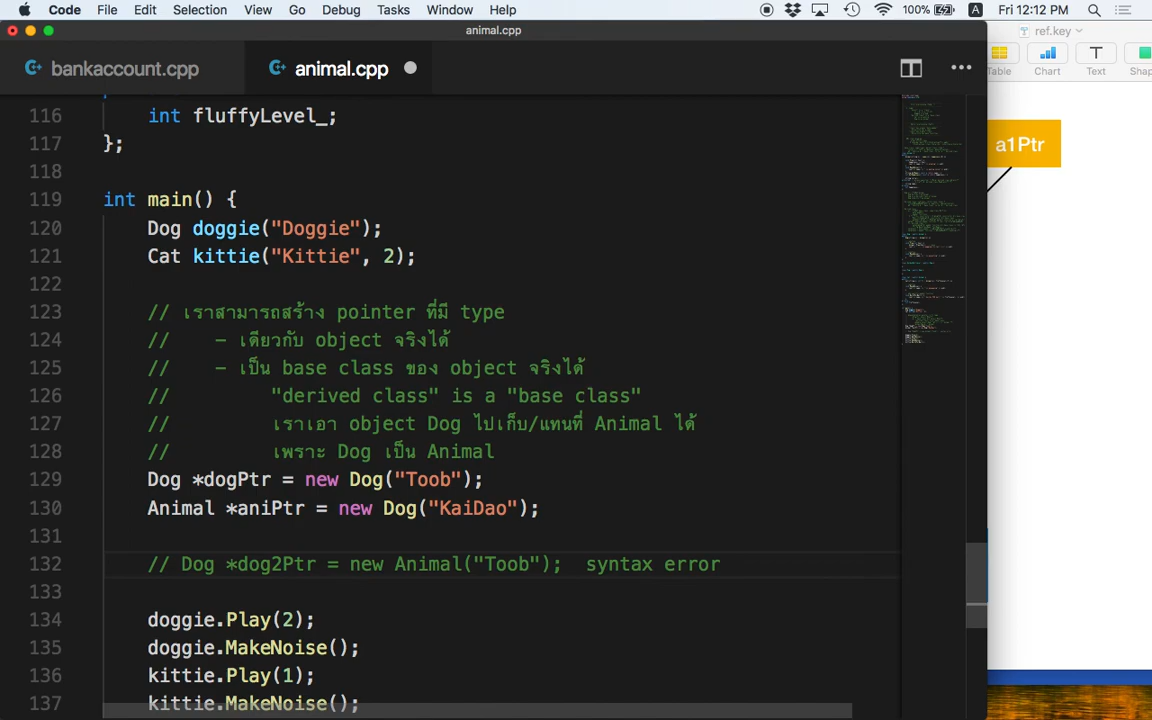 Code File Edit Selection View Go Debug Tasks Window Help 100% A Fri 12:12 PM
animal.cpp
ref.key
bankaccount.cpp animal.cpp
Table Chart Text Shap
a1Ptr
116 int fluffyLevel_;
117 };
118
119 int main() {
120 Dog doggie("Doggie");
121 Cat kittie("Kittie", 2);
122
123 // เราสามารถสร้าง pointer ที่มี type
124 // - เดียวกับ object จริงได้
125 // - เป็น base class ของ object จริงได้
126 // "derived class" is a "base class"
127 // เราเอา object Dog ไปเก็บ/แทนที่ Animal ได้
128 // เพราะ Dog เป็น Animal
129 Dog *dogPtr = new Dog("Toob");
130 Animal *aniPtr = new Dog("KaiDao");
131
132 // Dog *dog2Ptr = new Animal("Toob");  syntax error
133
134 doggie.Play(2);
135 doggie.MakeNoise();
136 kittie.Play(1);
137 kittie.MakeNoise();